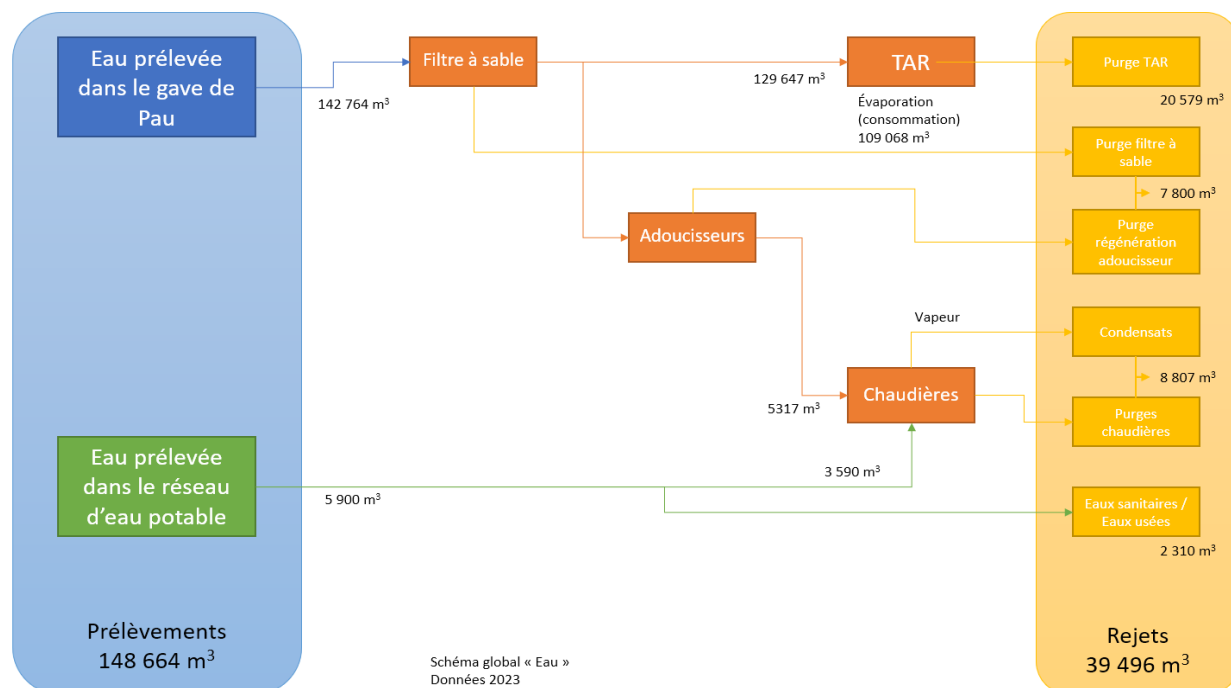 Eau prélevée
dans le gave de
Pau
142 764 m³
Filtre à sable
129 647 m³
TAR
Évaporation
(consommation)
109 068 m³
Purge TAR
20 579 m³
Purge filtre à
sable
7 800 m³
Adoucisseurs
Purge
régénération
adoucisseur
Vapeur
Condensats
8 807 m³
5317 m³
Chaudières
Purges
chaudières
Eau prélevée
dans le réseau
d’eau potable
5 900 m³
3 590 m³
Eaux sanitaires /
Eaux usées
2 310 m³
Prélèvements
148 664 m³
Schéma global « Eau »
Données 2023
Rejets
39 496 m³